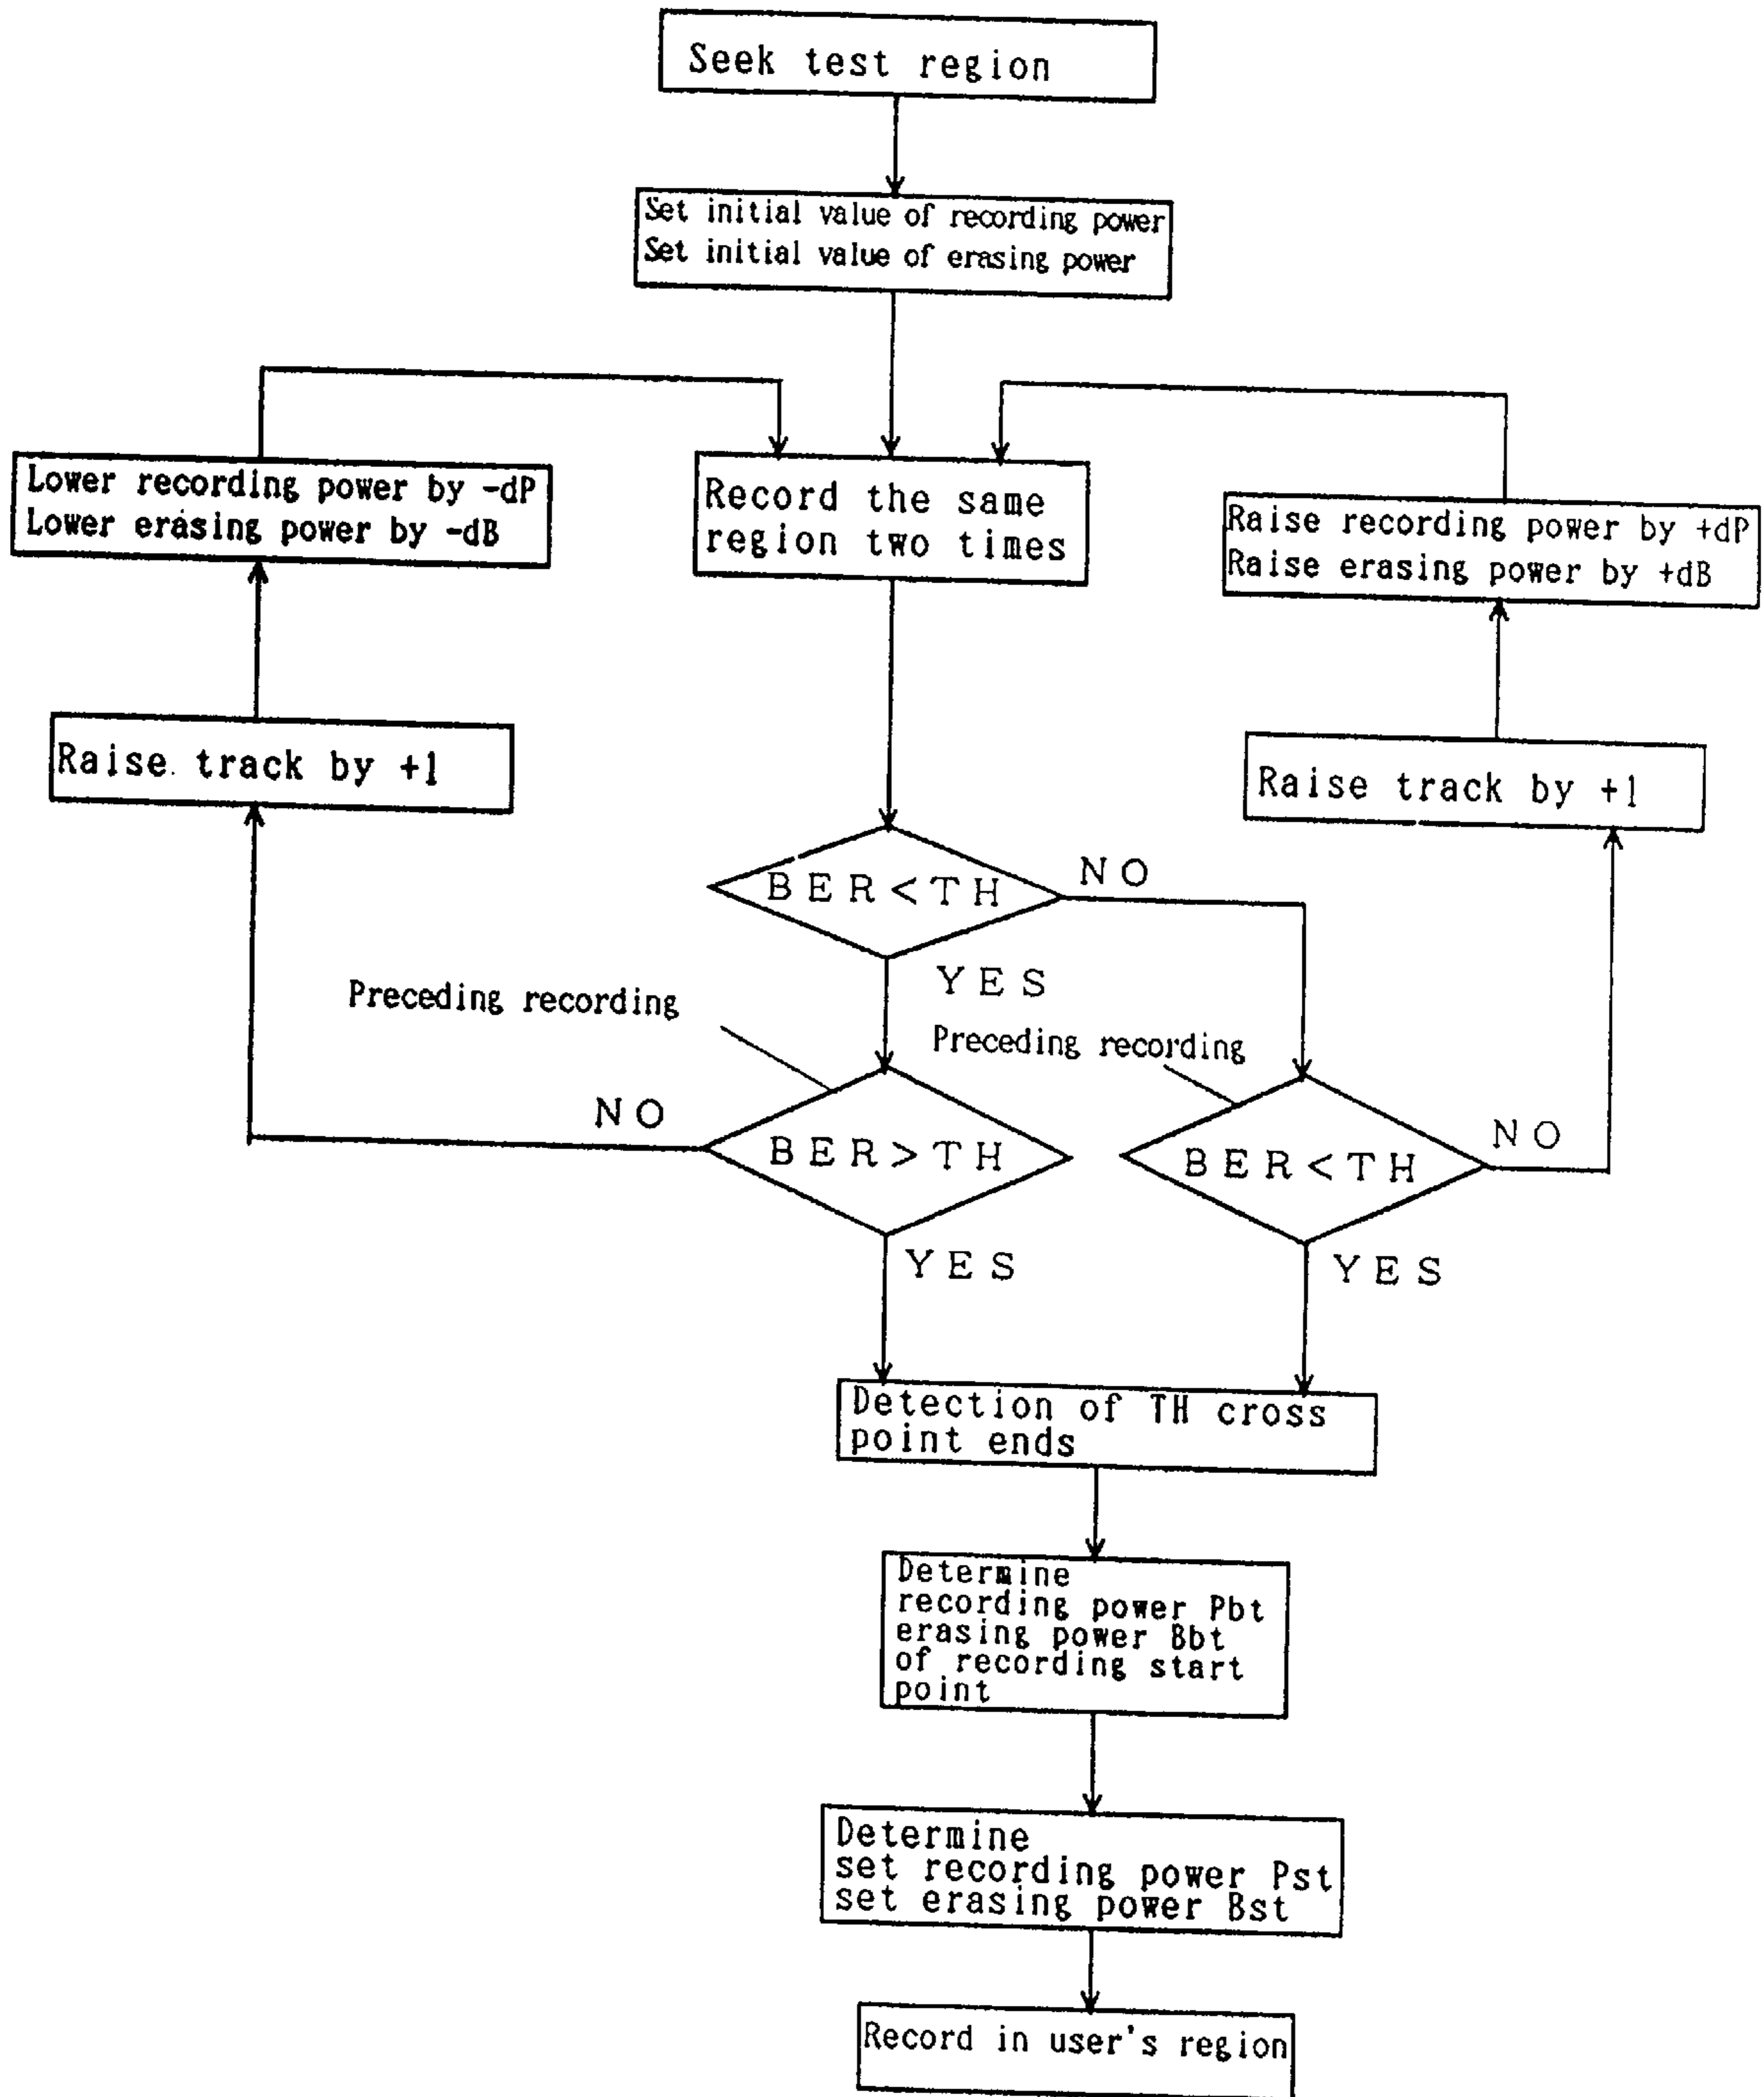 Seek test region
Set initial value of recording power
Set initial value of erasing power
Lower recording power by -dP
Lower erasing power by -dB
Record the same
region two times
Raise recording power by +dP
Raise erasing power by +dB
Raise track by +1
Raise track by +1
BER<TH
NO
YES
Preceding recording
Preceding recording
NO
BER>TH
BER<TH
NO
YES
YES
Detection of TH cross
point ends
Determine
recording power Pbt
erasing power Bbt
of recording start
point
Determine
set recording power Pst
set erasing power Bst
Record in user's region